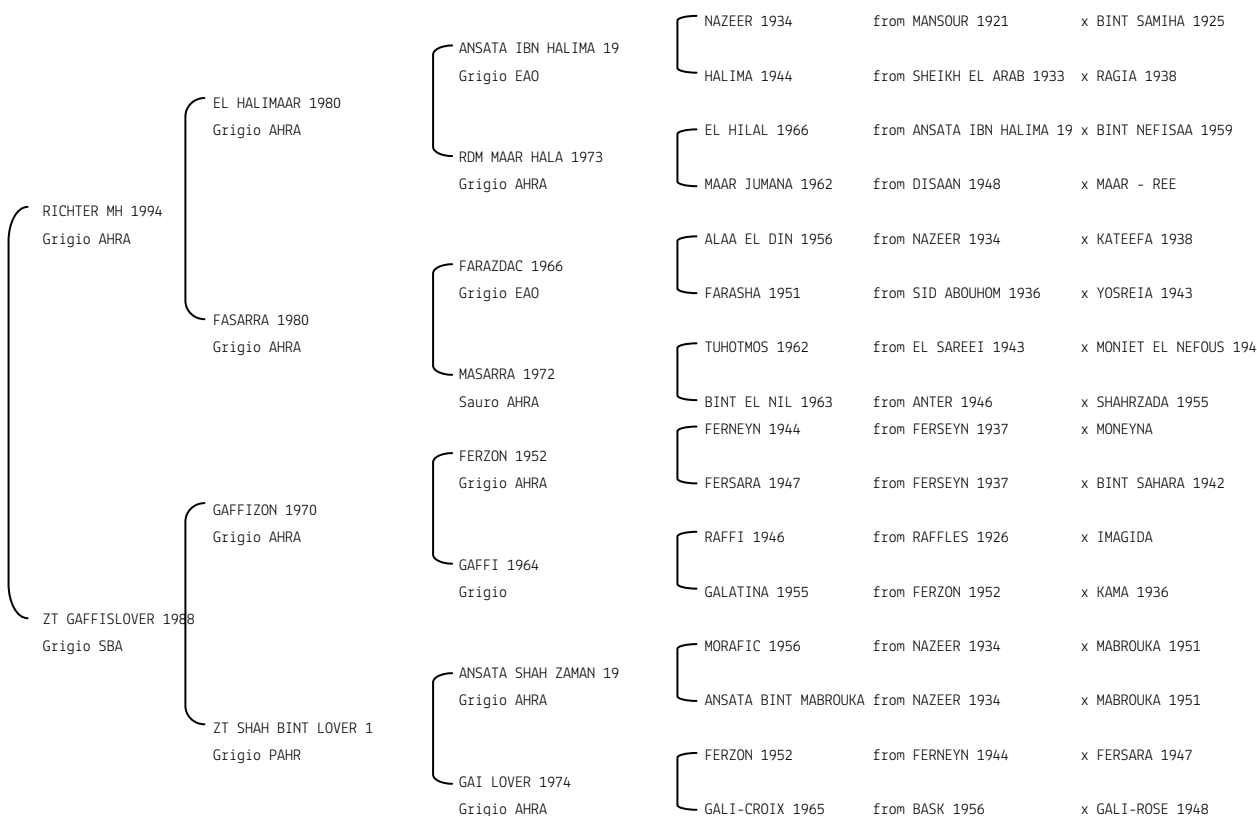 NAZEER 1934 from MANSOUR 1921 x BINT SAMIHA 1925
ANSATA IBN HALIMA 19
Grigio EAO
HALIMA 1944 from SHEIKH EL ARAB 1933 x RAGIA 1938
EL HALIMAAR 1980
Grigio AHRA
EL HILAL 1966 from ANSATA IBN HALIMA 19 x BINT NEFISAA 1959
RDM MAAR HALA 1973
Grigio AHRA
MAAR JUMANA 1962 from DISAAN 1948 x MAAR - REE
RICHTER MH 1994
Grigio AHRA
ALAA EL DIN 1956 from NAZEER 1934 x KATEEFA 1938
FARAZDAC 1966
Grigio EAO
FARASHA 1951 from SID ABOUHOM 1936 x YOSREIA 1943
FASARRA 1980
Grigio AHRA
TUHOTMOS 1962 from EL SAREEI 1943 x MONIET EL NEFOUS 194
MASARRA 1972
Sauro AHRA
BINT EL NIL 1963 from ANTER 1946 x SHAHRZADA 1955
FERNEYN 1944 from FERSEYN 1937 x MONEYNA
FERZON 1952
Grigio AHRA
FERSARA 1947 from FERSEYN 1937 x BINT SAHARA 1942
GAFFIZON 1970
Grigio AHRA
RAFFI 1946 from RAFFLES 1926 x IMAGIDA
GAFFI 1964
Grigio
GALATINA 1955 from FERZON 1952 x KAMA 1936
ZT GAFFISLOVER 1988
Grigio SBA
MORAFIC 1956 from NAZEER 1934 x MABROUKA 1951
ANSATA SHAH ZAMAN 19
Grigio AHRA
ANSATA BINT MABROUKA from NAZEER 1934 x MABROUKA 1951
ZT SHAH BINT LOVER 1
Grigio PAHR
FERZON 1952 from FERNEYN 1944 x FERSARA 1947
GAI LOVER 1974
Grigio AHRA
GALI-CROIX 1965 from BASK 1956 x GALI-ROSE 1948